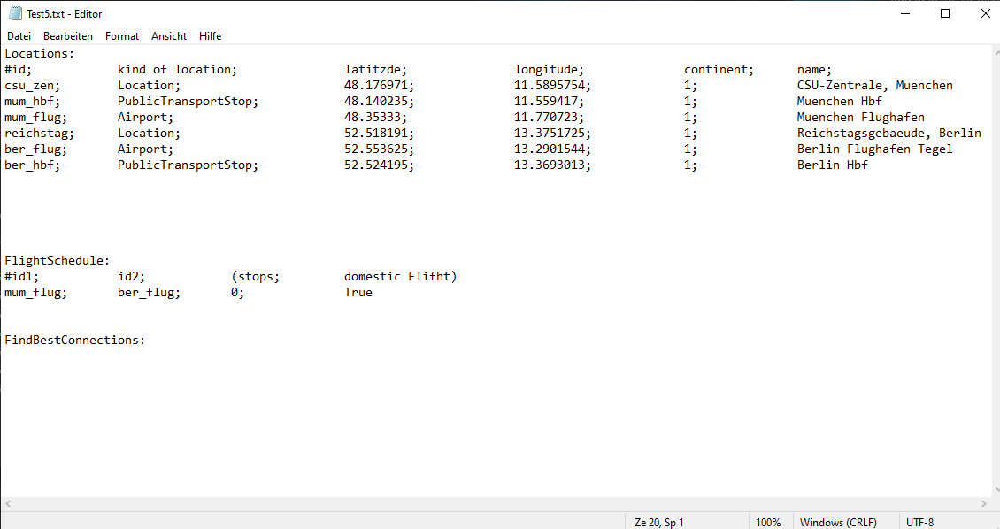 Test5.txt - Editor
Datei Bearbeiten Format Ansicht Hilfe
Locations:
#id; kind of location; latitzde; longitude; continent; name;
csu_zen; Location; 48.176971; 11.5895754; 1; CSU-Zentrale, Muenchen
mum_hbf; PublicTransportStop; 48.140235; 11.559417; 1; Muenchen Hbf
mum_flug; Airport; 48.35333; 11.770723; 1; Muenchen Flughafen
reichstag; Location; 52.518191; 13.3751725; 1; Reichstagsgebaeude, Berlin
ber_flug; Airport; 52.553625; 13.2901544; 1; Berlin Flughafen Tegel
ber_hbf; PublicTransportStop; 52.524195; 13.3693013; 1; Berlin Hbf
FlightSchedule:
#id1; id2; (stops; domestic Flifht)
mum_flug; ber_flug; 0; True
FindBestConnections:
Ze 20, Sp 1 100% Windows (CRLF) UTF-8